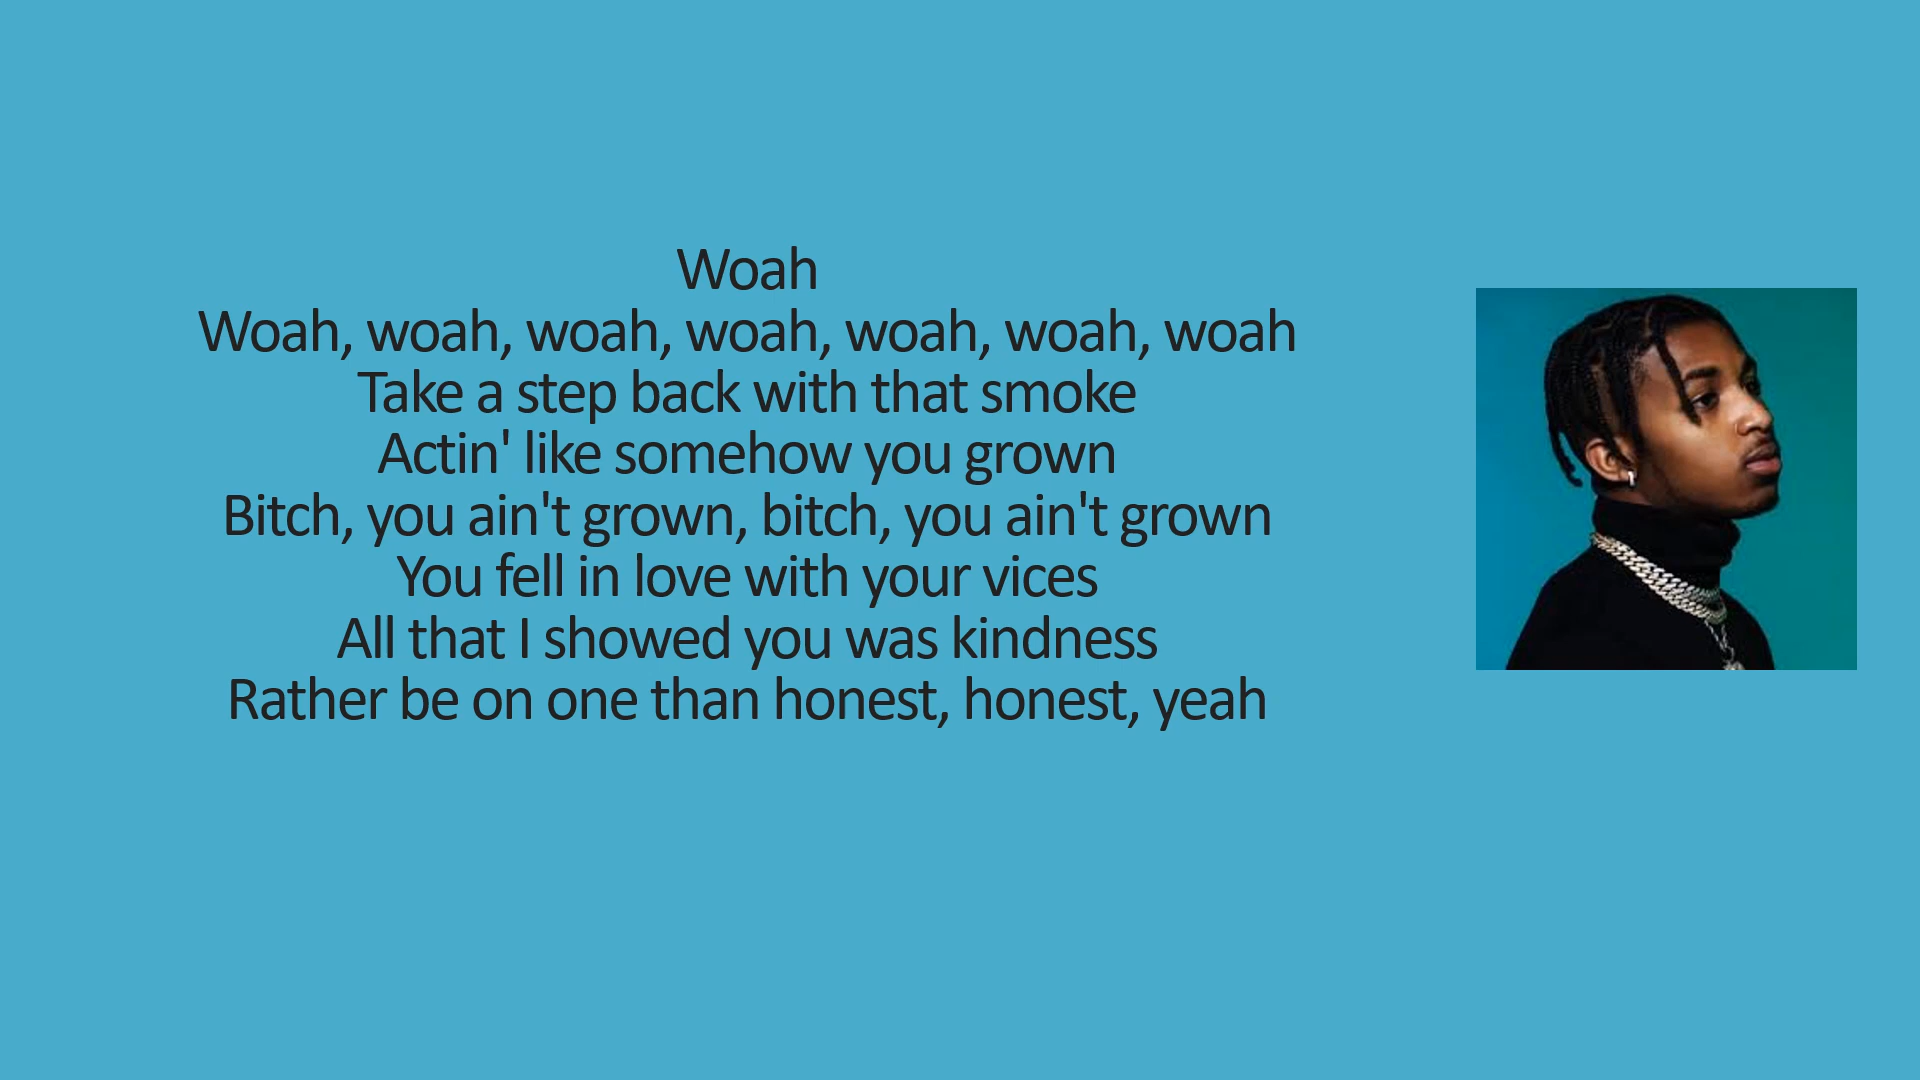 Woah
Woah, woah, woah, woah, woah, woah, woah
Take a step back with that smoke
Actin' like somehow you grown
Bitch, you ain't grown, bitch, you ain't grown
You fell in love with your vices
All that I showed you was kindness
Rather be on one than honest, honest, yeah